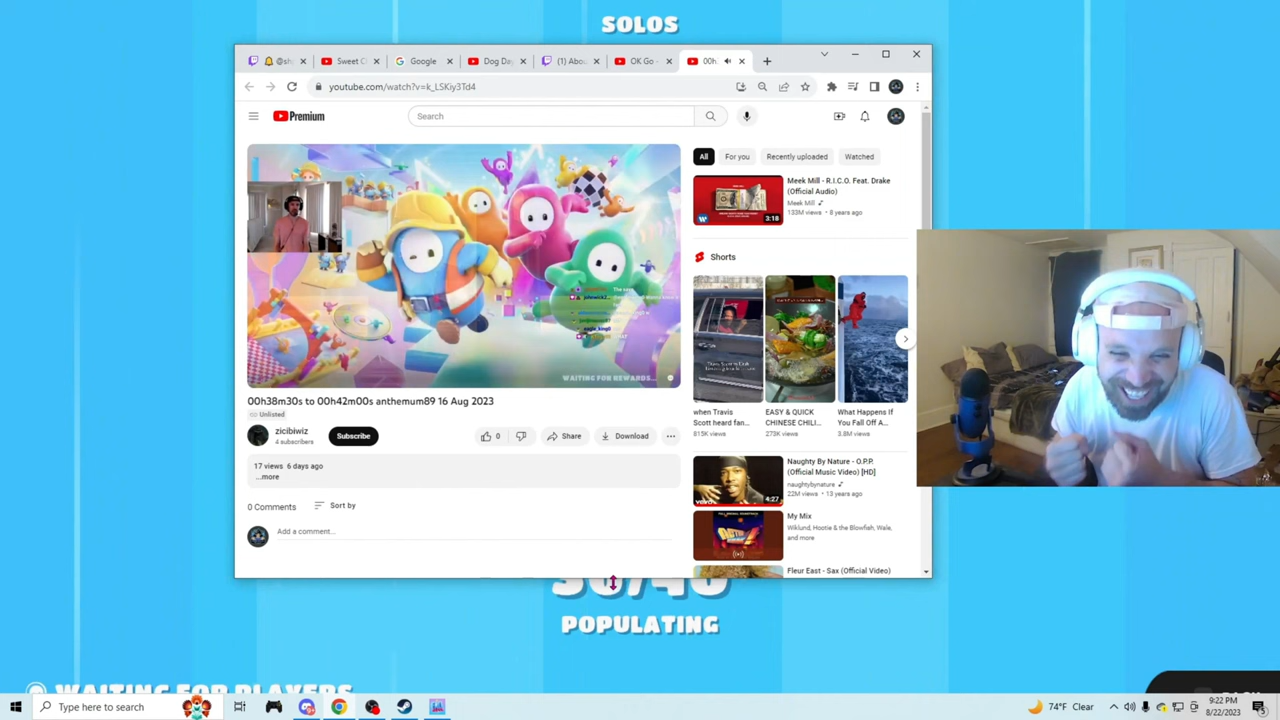 SOLOS
🔔 @sh
Sweet C
Google
Dog Day
(1) Abou
OK Go -
00h
youtube.com/watch?v=k_LSKiy3Td4
Premium
Search
All
For you
Recently uploaded
Watched
Meek Mill - R.I.C.O. Feat. Drake
(Official Audio)
Meek Mill
133M views • 8 years ago
3:18
Shorts
WAITING FOR REWARDS...
00h38m30s to 00h42m00s anthemum89 16 Aug 2023
Unlisted
zicibiwiz
4 subscribers
Subscribe
0
Share
Download
17 views 6 days ago
...more
0 Comments
Sort by
Add a comment...
when Travis
Scott heard fan...
815K views
EASY & QUICK
CHINESE CHILI...
273K views
What Happens If
You Fall Off A...
3.8M views
Naughty By Nature - O.P.P.
(Official Music Video) [HD]
naughtybynature
22M views • 13 years ago
4:27
My Mix
Wiklund, Hootie & the Blowfish, Wale,
and more
Fleur East - Sax (Official Video)
POPULATING
WAITING FOR PLAYERS
Type here to search
74°F Clear
9:22 PM
8/22/2023
5